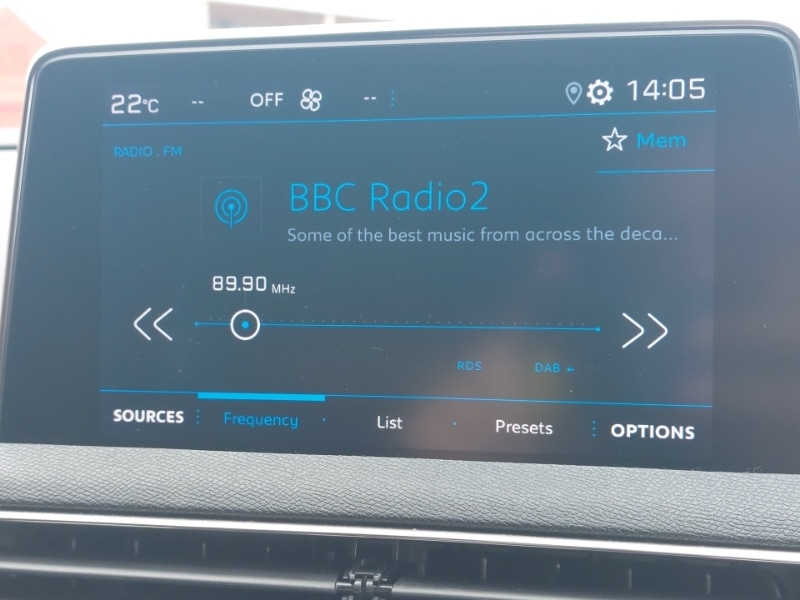 22°C -- OFF -- 14:05
RADIO . FM
Mem
BBC Radio2
Some of the best music from across the deca...
89.90 MHz
RDS DAB
SOURCES Frequency List Presets OPTIONS